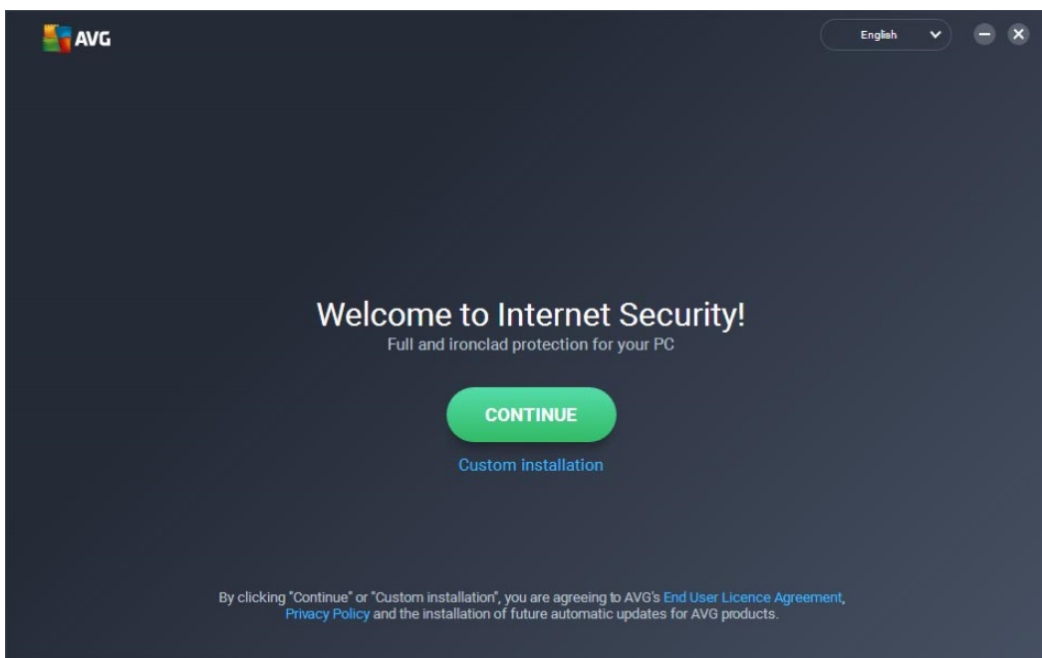 AVG
English
Welcome to Internet Security!
Full and ironclad protection for your PC
CONTINUE
Custom installation
By clicking "Continue" or "Custom installation", you are agreeing to AVG's End User Licence Agreement,
Privacy Policy and the installation of future automatic updates for AVG products.